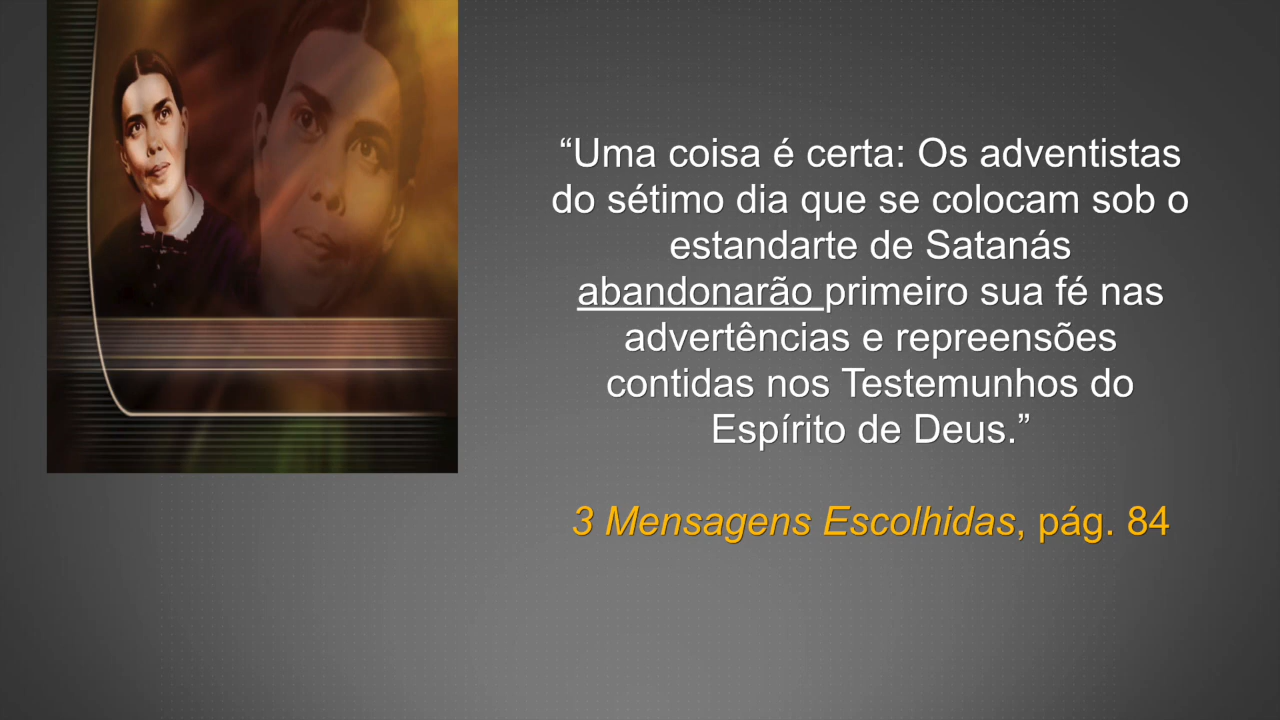 “Uma coisa é certa: Os adventistas
do sétimo dia que se colocam sob o
estandarte de Satanás
abandonarão primeiro sua fé nas
advertências e repreensões
contidas nos Testemunhos do
Espírito de Deus.”
3 Mensagens Escolhidas, pág. 84